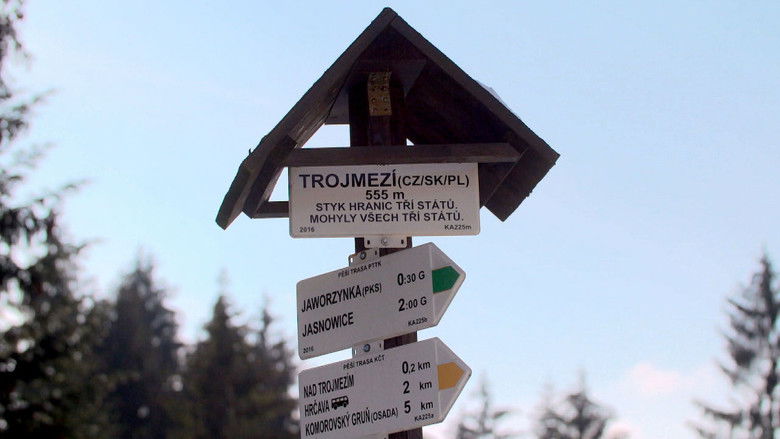 TROJMEZÍ (CZ/SK/PL)
555 m
STYK HRANIC TŘÍ STÁTŮ.
MOHYLY VŠECH TŘÍ STÁTŮ.
2016 KA225m
PĚŠÍ TRASA PTTK
JAWORZYNKA (PKS) 0:30 G
JASNOWICE 2:00 G
2016 KA225b
PĚŠÍ TRASA KČT
NAD TROJMEZÍM 0,2 km
HRČAVA 2 km
KOMOROVSKÝ GRUŇ (OSADA) 5 km
KA225a